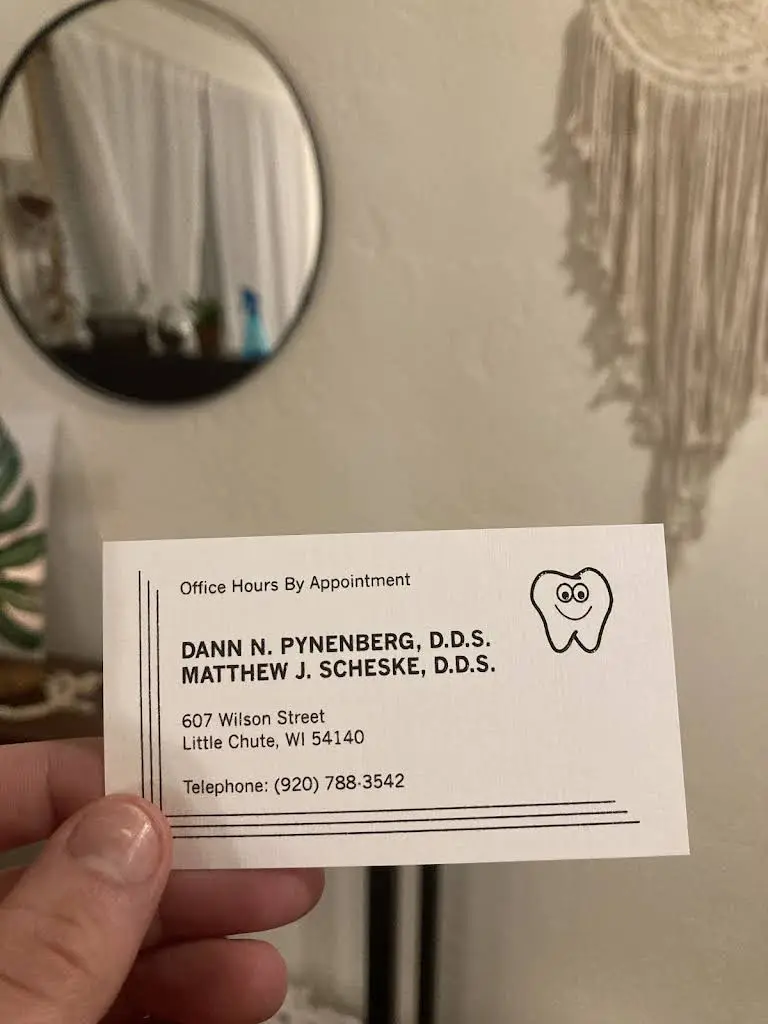 Office Hours By Appointment
DANN N. PYNENBERG, D.D.S.
MATTHEW J. SCHESKE, D.D.S.
607 Wilson Street
Little Chute, WI 54140
Telephone: (920) 788-3542